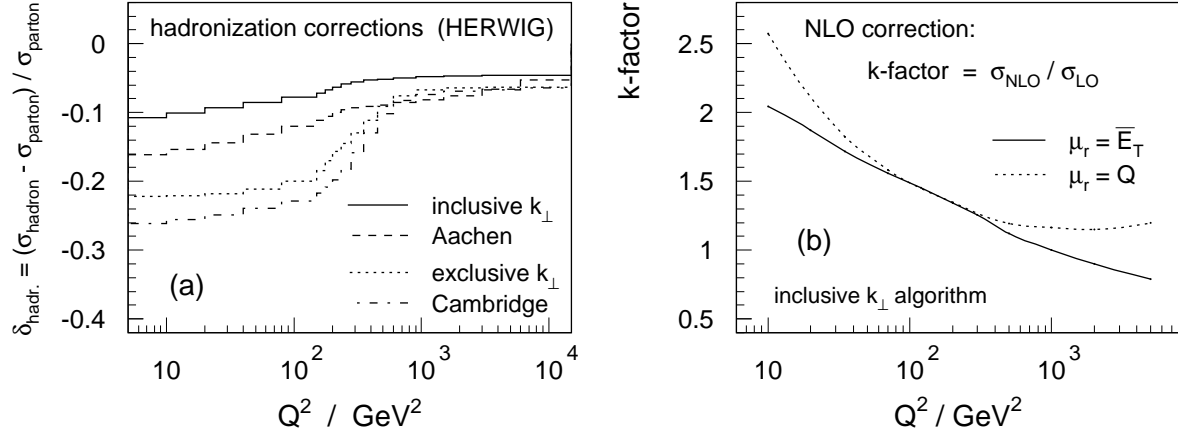 hadronization corrections (HERWIG)
δhadr. = (σhadron - σparton) / σparton
0
-0.1
-0.2
-0.3
-0.4
inclusive k⊥
Aachen
exclusive k⊥
Cambridge
(a)
10
10²
10³
10⁴
Q² / GeV²
NLO correction:
k-factor = σNLO / σLO
k-factor
2.5
2
1.5
1
0.5
μr = E̅T
μr = Q
(b)
inclusive k⊥ algorithm
10
10²
10³
Q² / GeV²